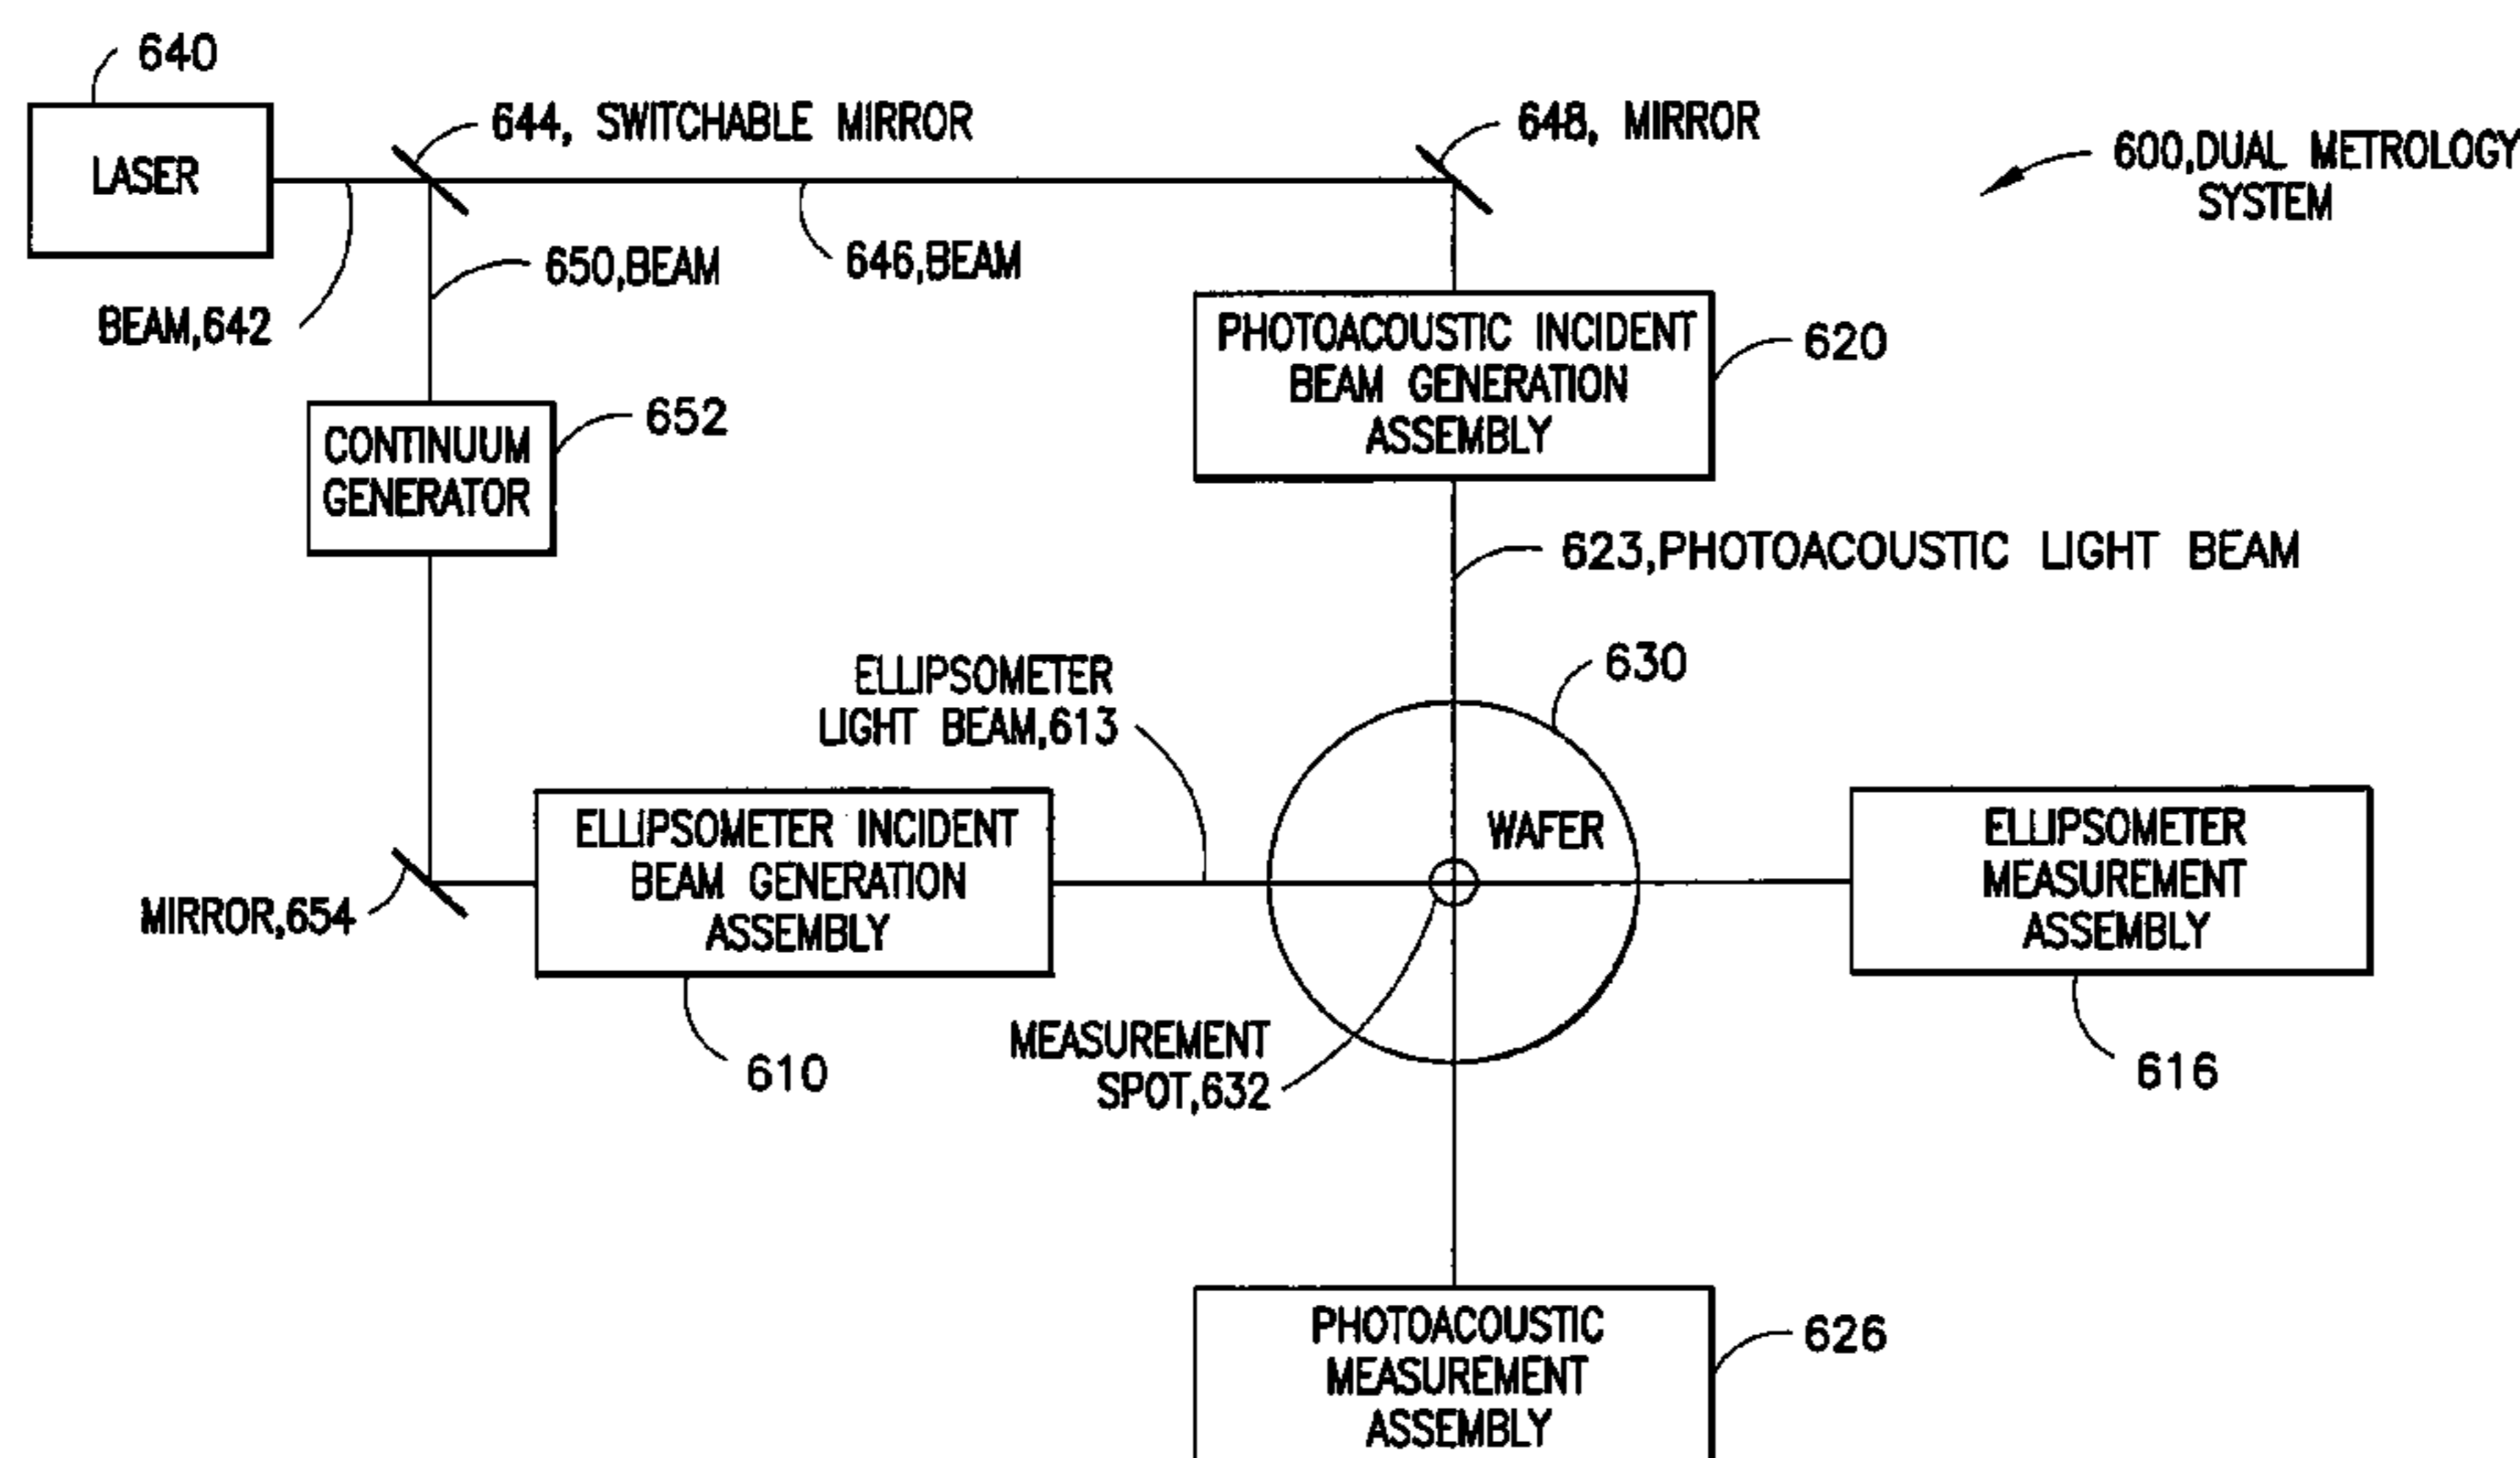 640
LASER
644, SWITCHABLE MIRROR
648, MIRROR
600,DUAL METROLOGY
SYSTEM
650,BEAM
646,BEAM
BEAM,642
PHOTOACOUSTIC INCIDENT
BEAM GENERATION
ASSEMBLY
620
CONTINUUM
GENERATOR
652
623,PHOTOACOUSTIC LIGHT BEAM
ELLIPSOMETER
LIGHT BEAM,613
630
WAFER
ELLIPSOMETER INCIDENT
BEAM GENERATION
ASSEMBLY
ELLIPSOMETER
MEASUREMENT
ASSEMBLY
MIRROR,654
610
MEASUREMENT
SPOT,632
616
PHOTOACOUSTIC
MEASUREMENT
ASSEMBLY
626